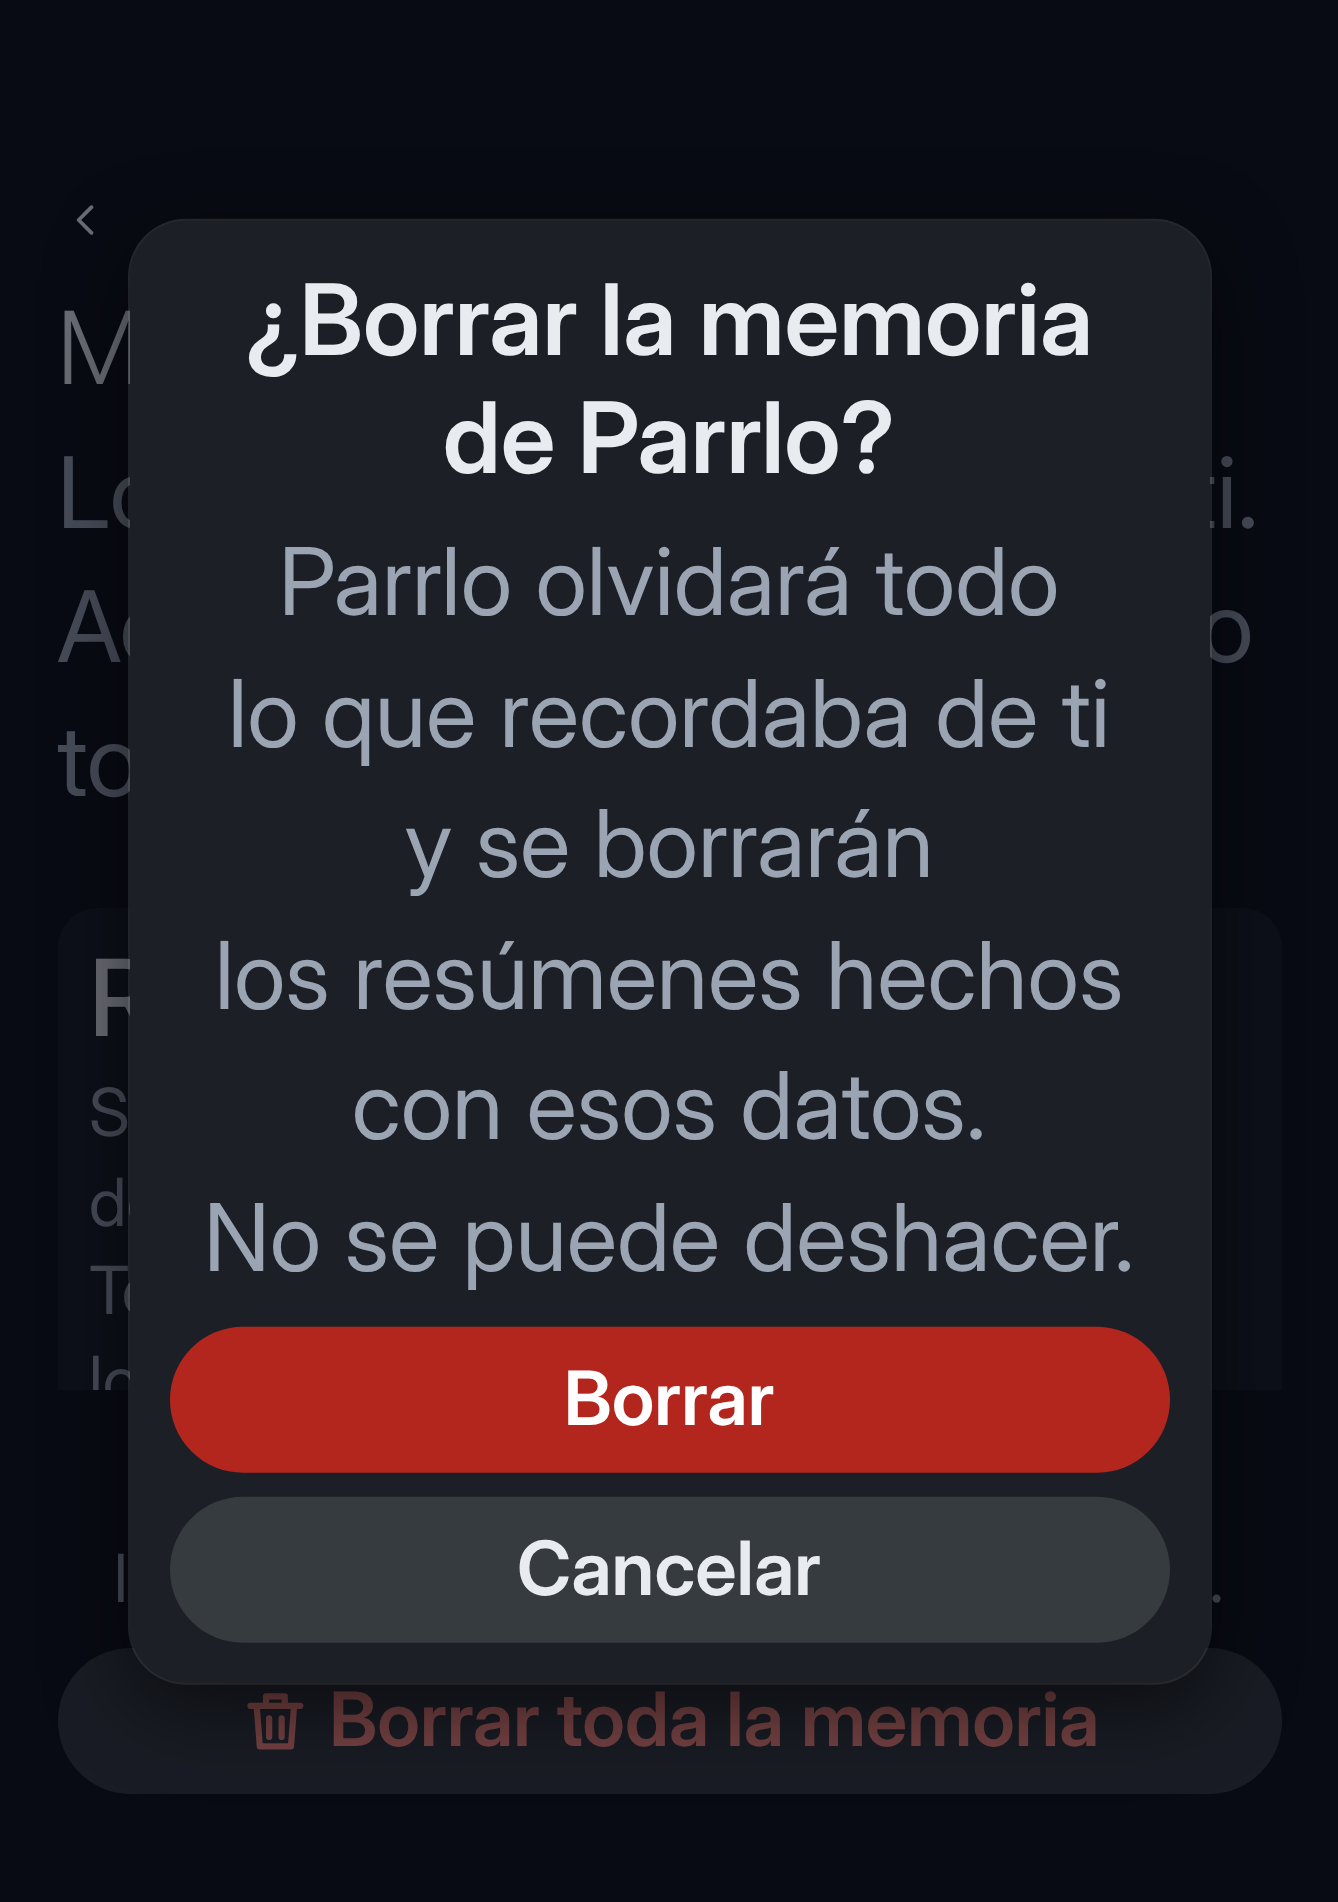 ¿Borrar la memoria
de Parrlo?
Parrlo olvidará todo
lo que recordaba de ti
y se borrarán
los resúmenes hechos
con esos datos.
No se puede deshacer.
Borrar
Cancelar
Borrar toda la memoria